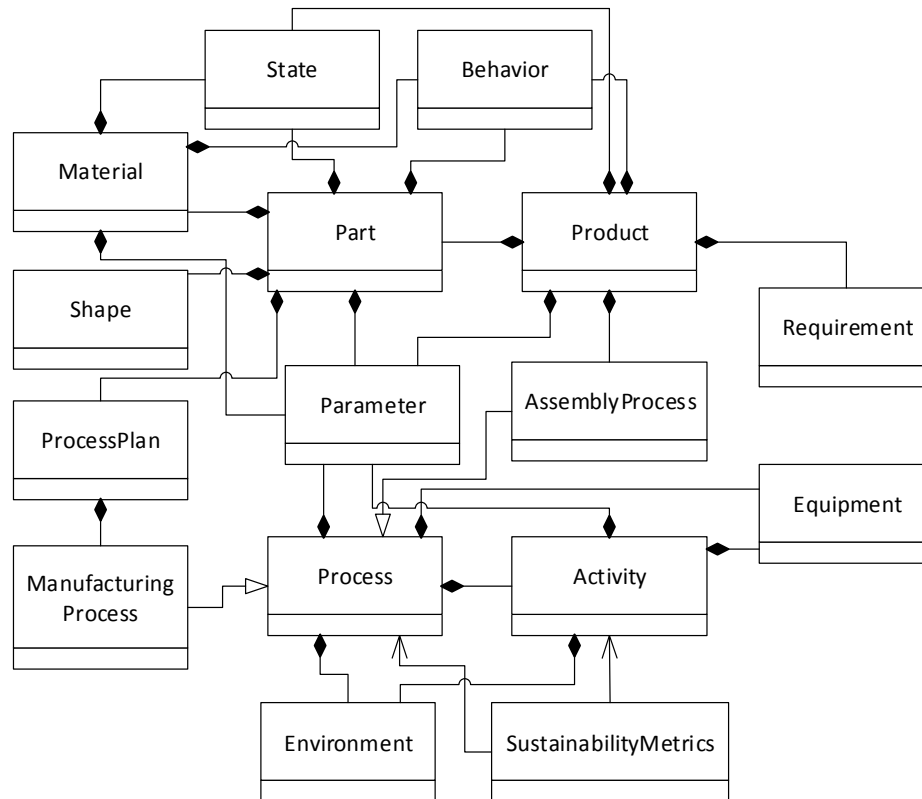 State
Behavior
Material
Part
Product
Shape
Requirement
Parameter
AssemblyProcess
ProcessPlan
Equipment
Process
Activity
Manufacturing
Process
Environment
SustainabilityMetrics